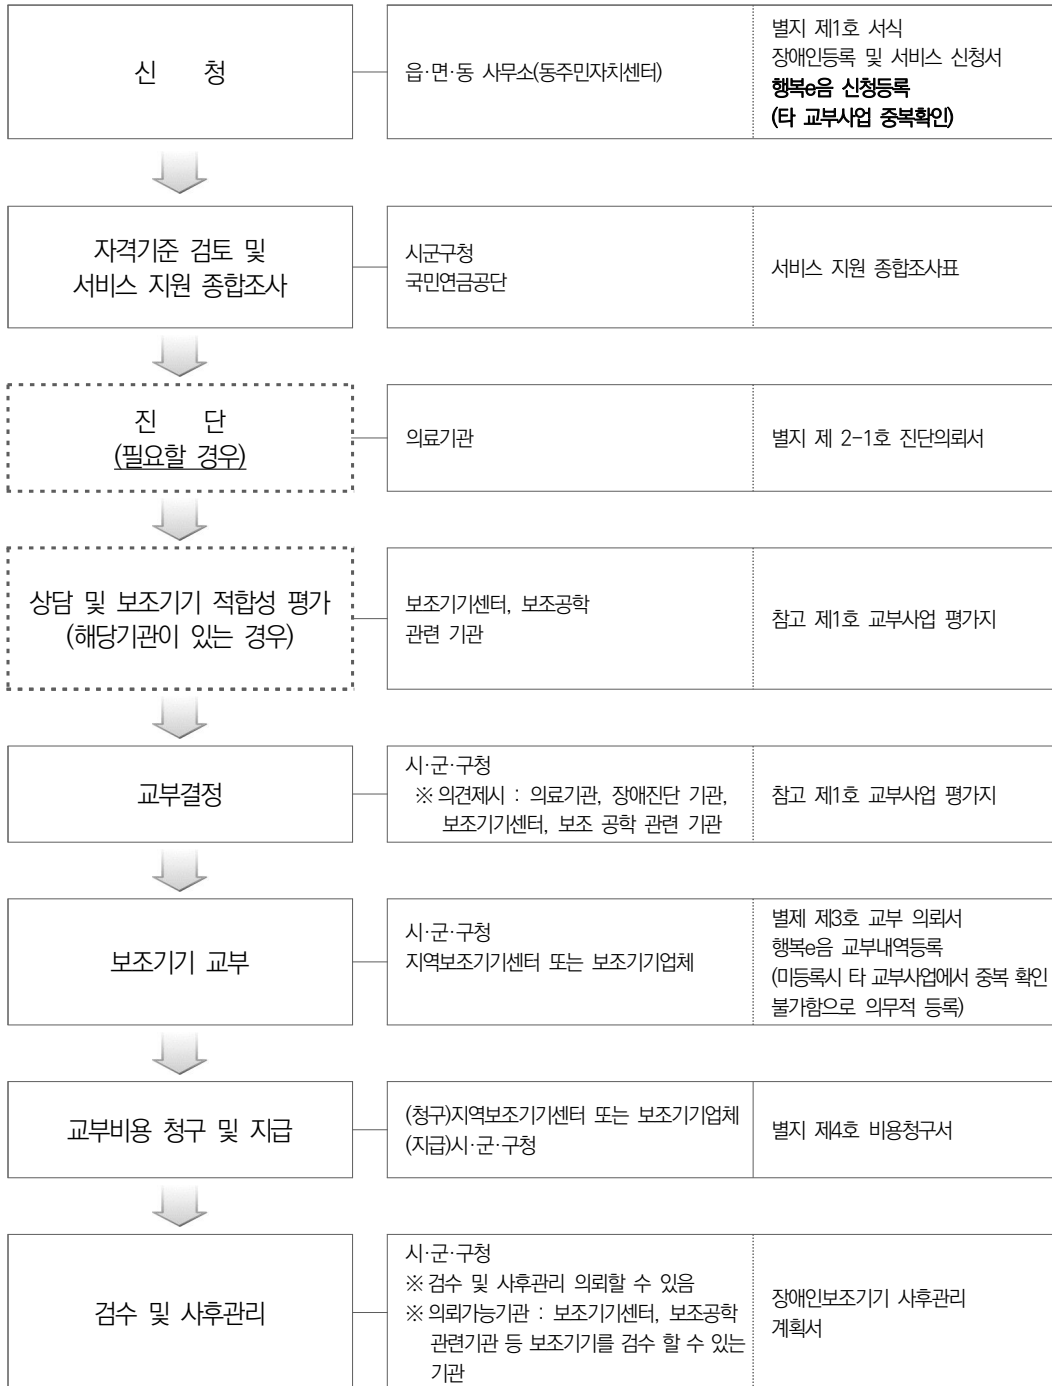 신 청
읍·면·동 사무소(동주민자치센터)
별지 제1호 서식
장애인등록 및 서비스 신청서
행복e음 신청등록
(타 교부사업 중복확인)
자격기준 검토 및
서비스 지원 종합조사
시군구청
국민연금공단
서비스 지원 종합조사표
진 단
(필요할 경우)
의료기관
별지 제 2-1호 진단의뢰서
상담 및 보조기기 적합성 평가
(해당기관이 있는 경우)
보조기기센터, 보조공학
관련 기관
참고 제1호 교부사업 평가지
교부결정
시·군·구청
※ 의견제시 : 의료기관, 장애진단 기관,
보조기기센터, 보조 공학 관련 기관
참고 제1호 교부사업 평가지
보조기기 교부
시·군·구청
지역보조기기센터 또는 보조기기업체
별제 제3호 교부 의뢰서
행복e음 교부내역등록
(미등록시 타 교부사업에서 중복 확인
불가함으로 의무적 등록)
교부비용 청구 및 지급
(청구)지역보조기기센터 또는 보조기기업체
(지급)시·군·구청
별지 제4호 비용청구서
검수 및 사후관리
시·군·구청
※ 검수 및 사후관리 의뢰할 수 있음
※ 의뢰가능기관 : 보조기기센터, 보조공학
관련기관 등 보조기기를 검수 할 수 있는
기관
장애인보조기기 사후관리
계획서